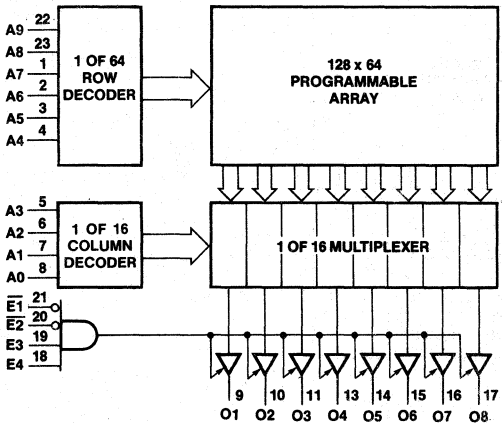 A9 22
A8 23
A7 1
A6 2
A5 3
A4 4
1 OF 64
ROW
DECODER
128 x 64
PROGRAMMABLE
ARRAY
A3 5
A2 6
A1 7
A0 8
1 OF 16
COLUMN
DECODER
1 OF 16 MULTIPLEXER
E1 21
E2 20
E3 19
E4 18
9 10 11 13 14 15 16 17
O1 O2 O3 O4 O5 O6 O7 O8